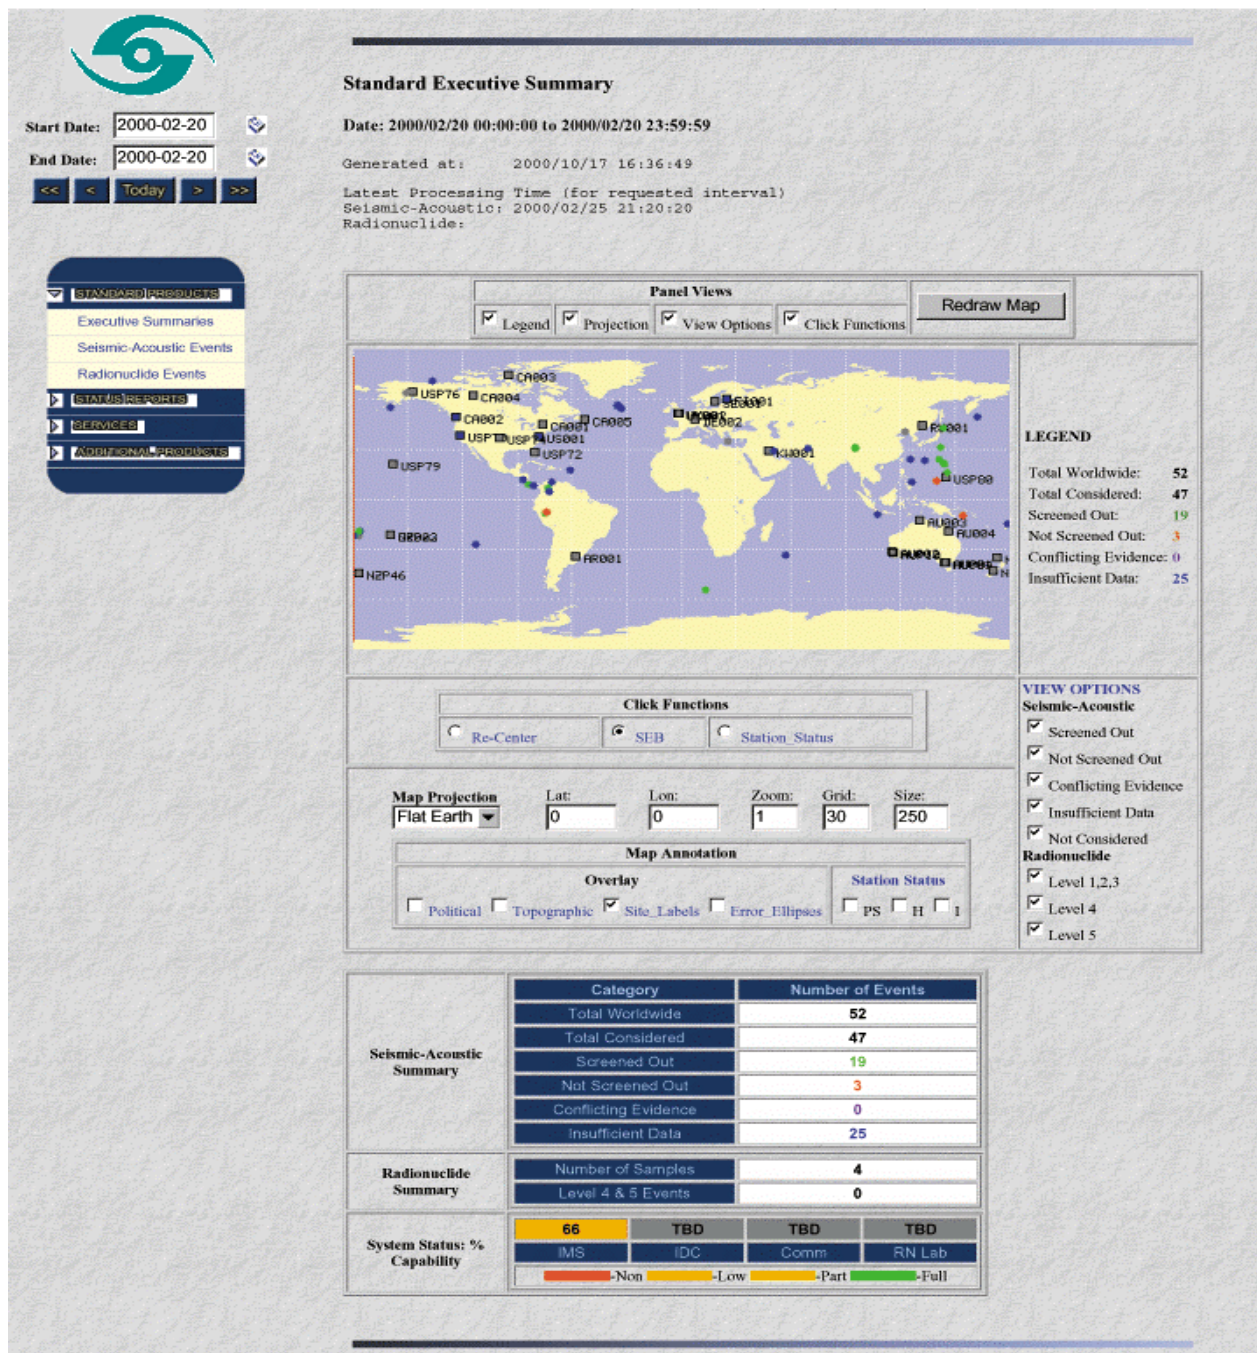 Start Date: 2000-02-20
End Date: 2000-02-20
<< < Today > >>
STANDARD PRODUCTS
Executive Summaries
Seismic-Acoustic Events
Radionuclide Events
STATUS REPORTS
SERVICES
ADDITIONAL PRODUCTS
Standard Executive Summary
Date: 2000/02/20 00:00:00 to 2000/02/20 23:59:59
Generated at: 2000/10/17 16:36:49
Latest Processing Time (for requested interval)
Seismic-Acoustic: 2000/02/25 21:20:20
Radionuclide:
Panel Views
Legend Projection View Options Click Functions
Redraw Map
CA003
USP76 CA004
CA002 CA001 CA005
US001
USP72
USP79
AR001
NZP46
SE001
DE002
KW001
RU001
USP80
AU003
AU004
LEGEND
Total Worldwide: 52
Total Considered: 47
Screened Out: 19
Not Screened Out: 3
Conflicting Evidence: 0
Insufficient Data: 25
Click Functions
Re-Center SEB Station_Status
Map Projection Lat: Lon: Zoom: Grid: Size:
Flat Earth 0 0 1 30 250
Map Annotation
Overlay Station Status
Political Topographic Site_Labels Error_Ellipses PS H I
VIEW OPTIONS
Seismic-Acoustic
Screened Out
Not Screened Out
Conflicting Evidence
Insufficient Data
Not Considered
Radionuclide
Level 1,2,3
Level 4
Level 5
Seismic-Acoustic
Summary
Category Number of Events
Total Worldwide 52
Total Considered 47
Screened Out 19
Not Screened Out 3
Conflicting Evidence 0
Insufficient Data 25
Radionuclide
Summary
Number of Samples 4
Level 4 & 5 Events 0
System Status: %
Capability
66 TBD TBD TBD
IMS IDC Comm RN Lab
-Non -Low -Part -Full